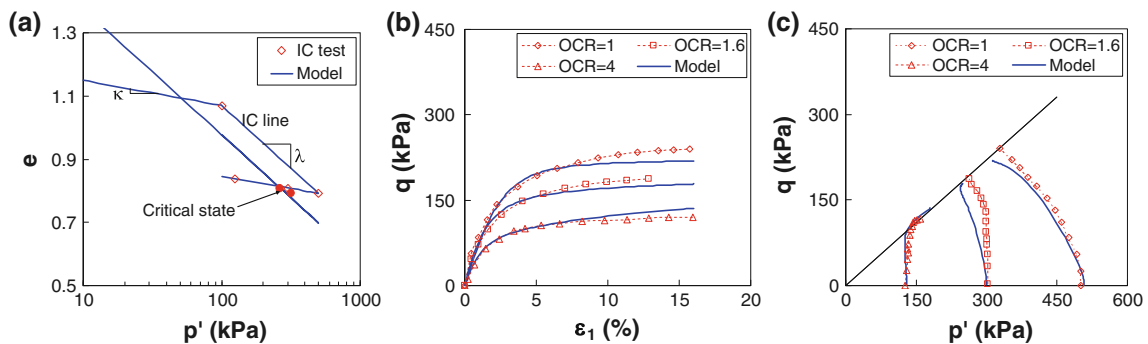 (a)
1.3
1.1
0.9
0.7
0.5
e
IC test
Model
κ
IC line
λ
Critical state
10
100
1000
p' (kPa)
(b)
450
300
150
0
q (kPa)
OCR=1
OCR=1.6
OCR=4
Model
0
5
10
15
20
ε1 (%)
(c)
450
300
150
0
q (kPa)
OCR=1
OCR=1.6
OCR=4
Model
0
150
300
450
600
p' (kPa)